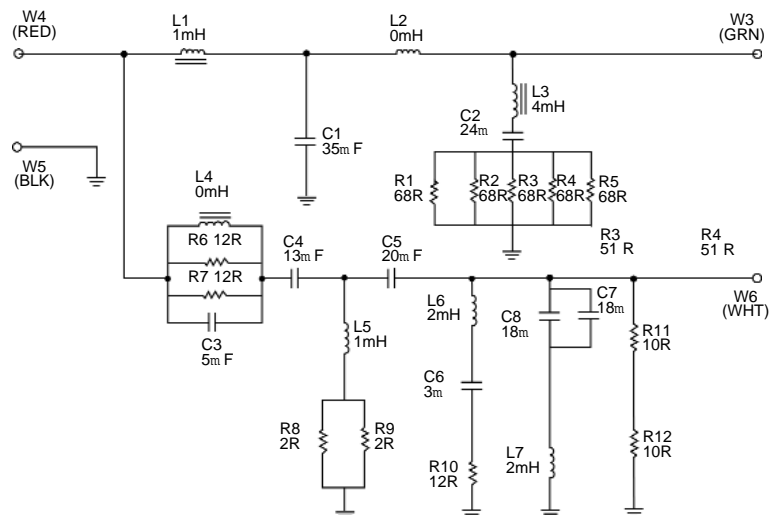 W4
(RED)
L1
1mH
L2
0mH
W3
(GRN)
L3
4mH
C2
24m
C1
35m F
W5
(BLK)
R1
68R
R2
68R
R3
68R
R4
68R
R5
68R
L4
0mH
R6 12R
R7 12R
C3
5m F
C4
13m F
C5
20m F
R3
51 R
R4
51 R
W6
(WHT)
L5
1mH
L6
2mH
C8
18m
C7
18m
R11
10R
C6
3m
R8
2R
R9
2R
R10
12R
L7
2mH
R12
10R